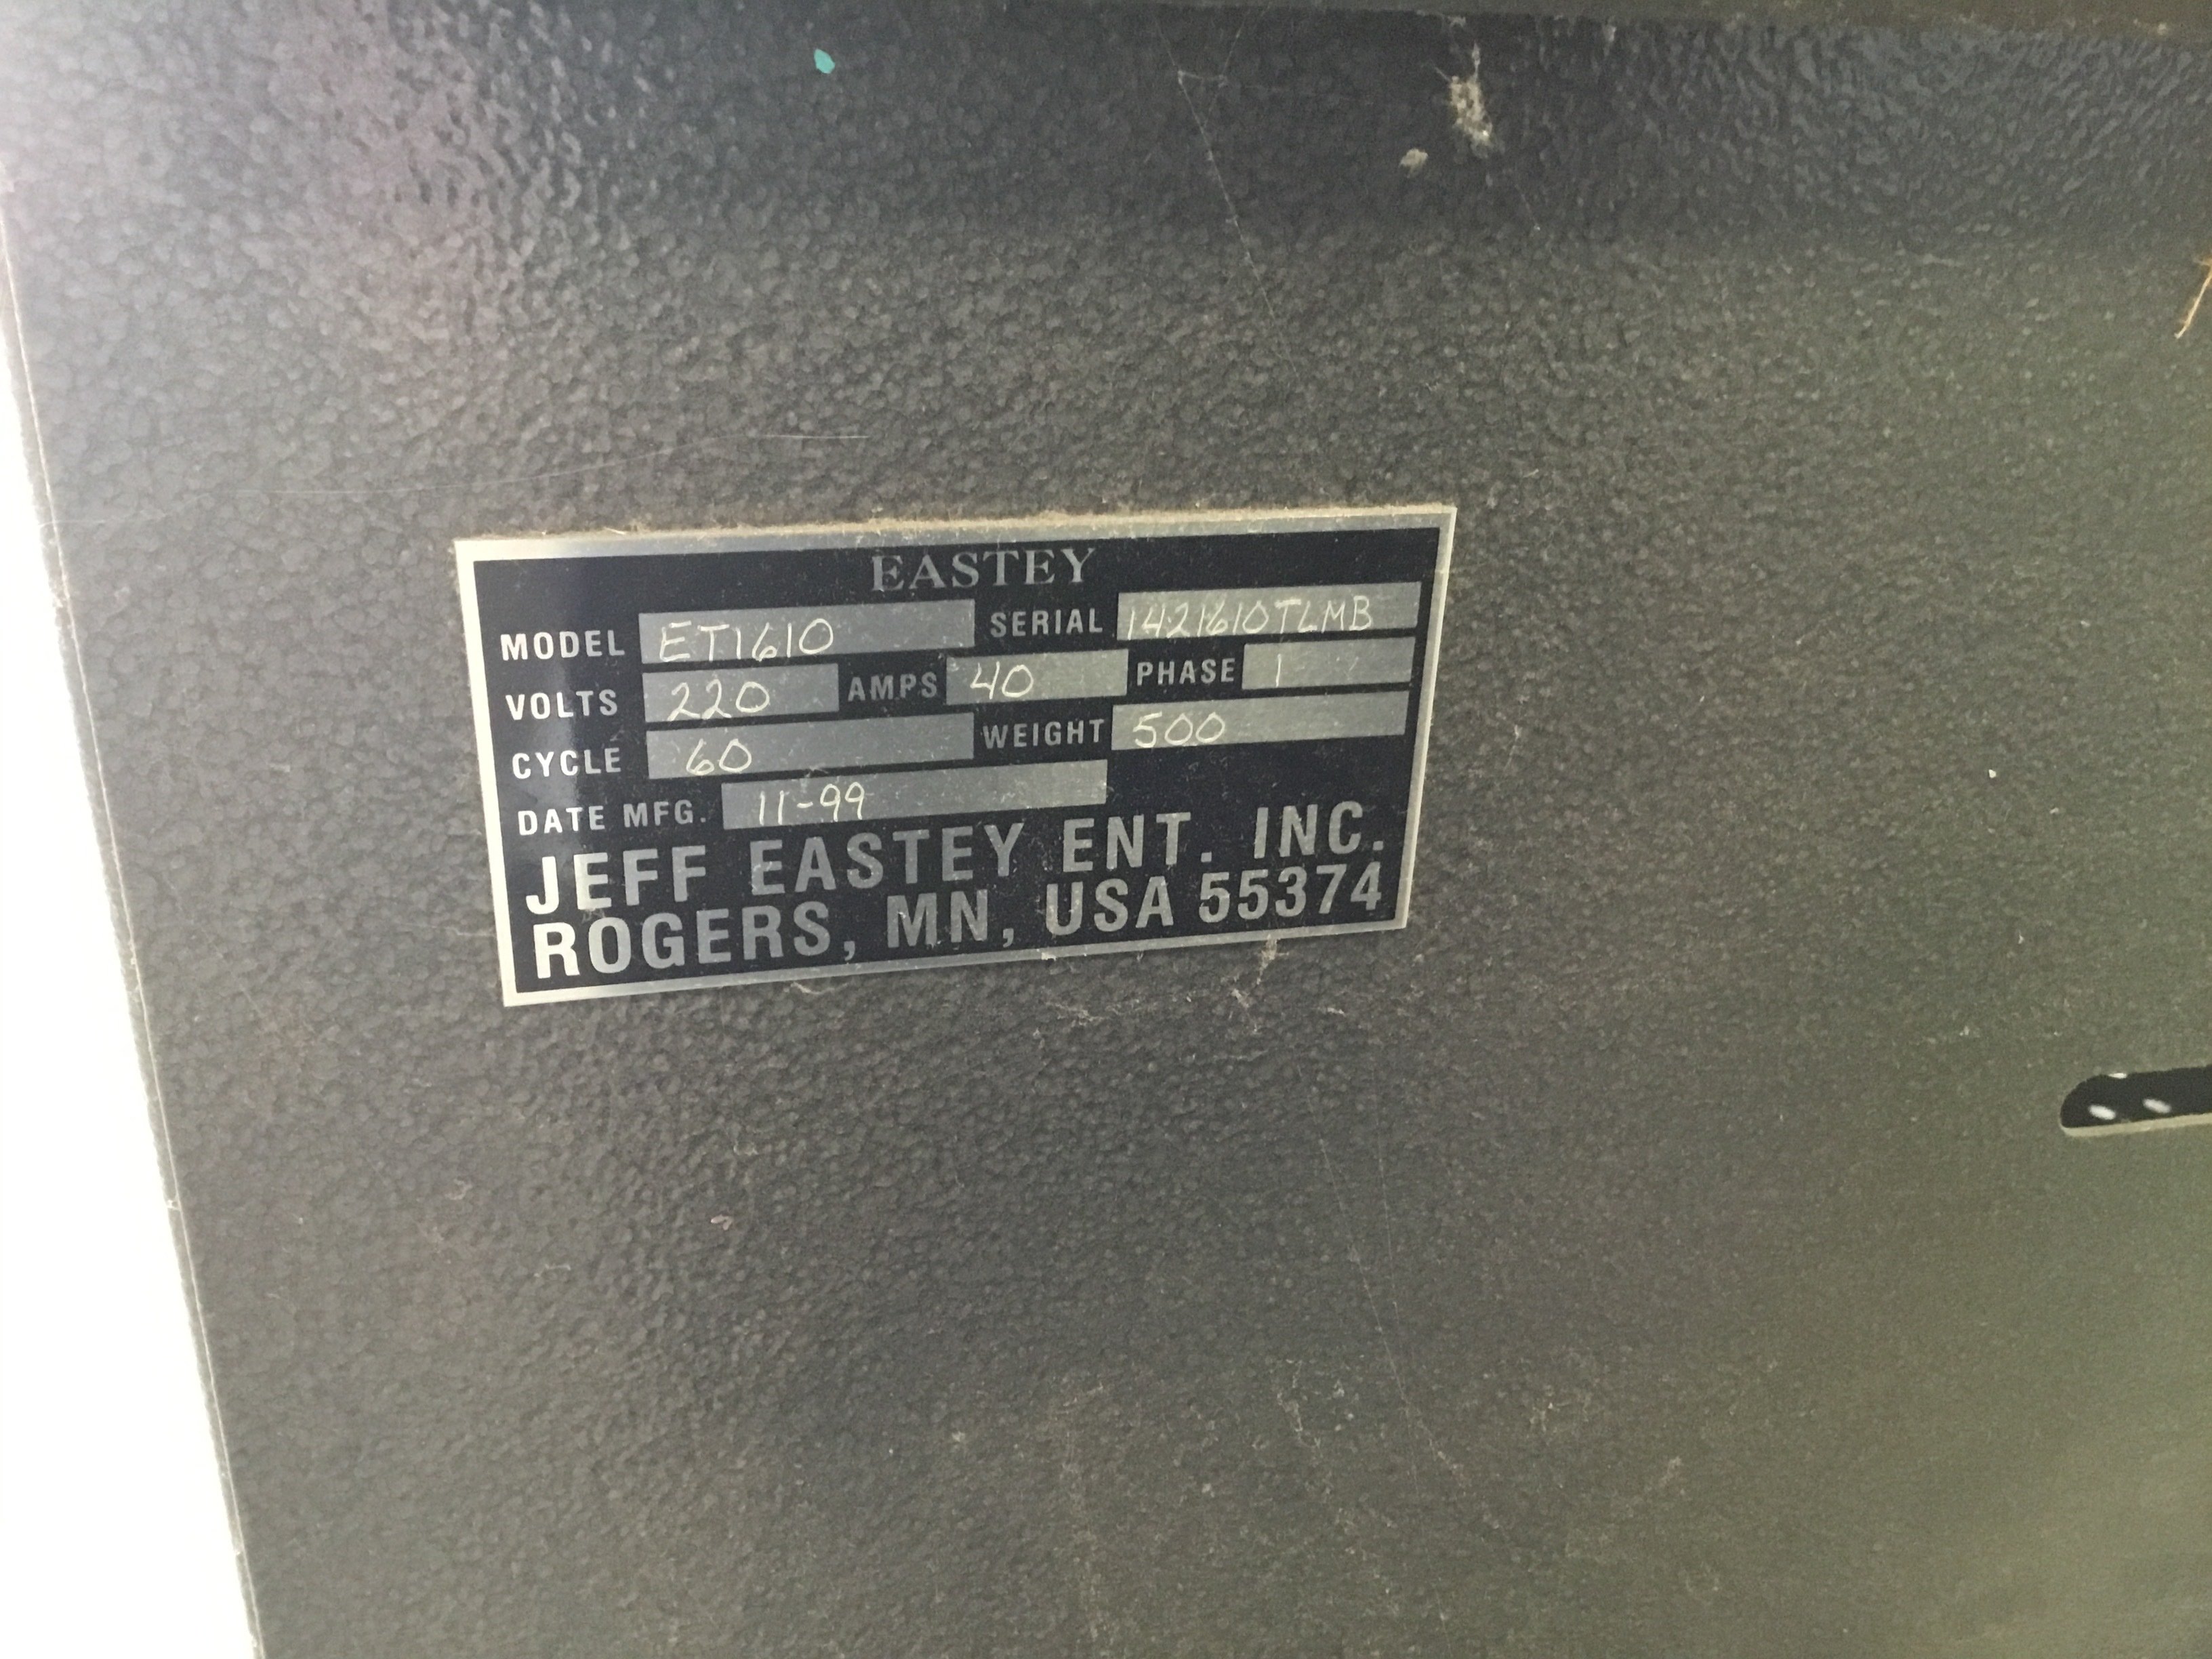 EASTEY
MODEL ET1610 SERIAL 1421610TLMB
VOLTS 220 AMPS 40 PHASE 1
CYCLE 60 WEIGHT 500
DATE MFG. 11-99
JEFF EASTEY ENT. INC.
ROGERS, MN, USA 55374